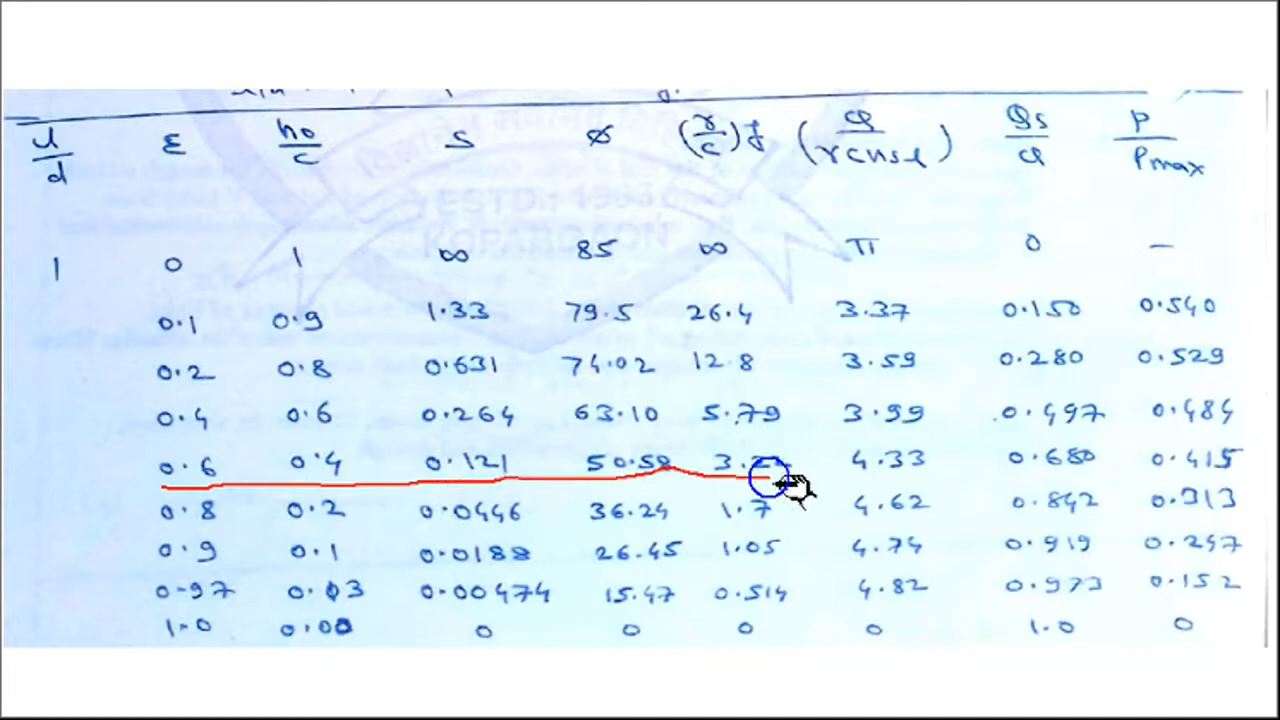 l/d ε ho/c S φ (r/c)f (Q/rcnsl) Qs/Q P/Pmax
1 0 1 ∞ 85 ∞ π 0 —
0.1 0.9 1.33 79.5 26.4 3.37 0.150 0.540
0.2 0.8 0.631 74.02 12.8 3.59 0.280 0.529
0.4 0.6 0.264 63.10 5.79 3.99 0.497 0.484
0.6 0.4 0.121 50.58 4.33 0.680 0.415
0.8 0.2 0.0446 36.24 1.7 4.62 0.842 0.313
0.9 0.1 0.0188 26.45 1.05 4.74 0.919 0.247
0.97 0.03 0.00474 15.47 0.514 4.82 0.973 0.152
1.0 0.00 0 0 0 0 1.0 0
ESTD.: 1983
KOPARGAON